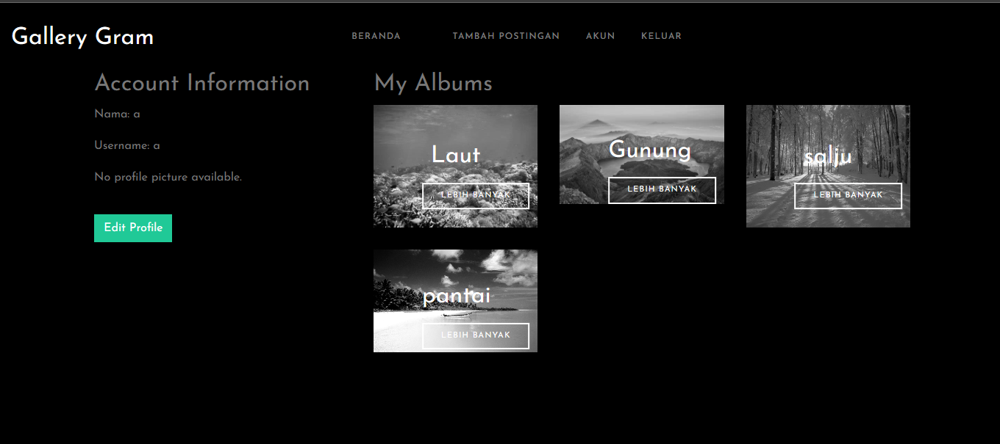 Gallery Gram
BERANDA TAMBAH POSTINGAN AKUN KELUAR
Account Information
Nama: a
Username: a
No profile picture available.
Edit Profile
My Albums
Laut
LEBIH BANYAK
Gunung
LEBIH BANYAK
salju
LEBIH BANYAK
pantai
LEBIH BANYAK